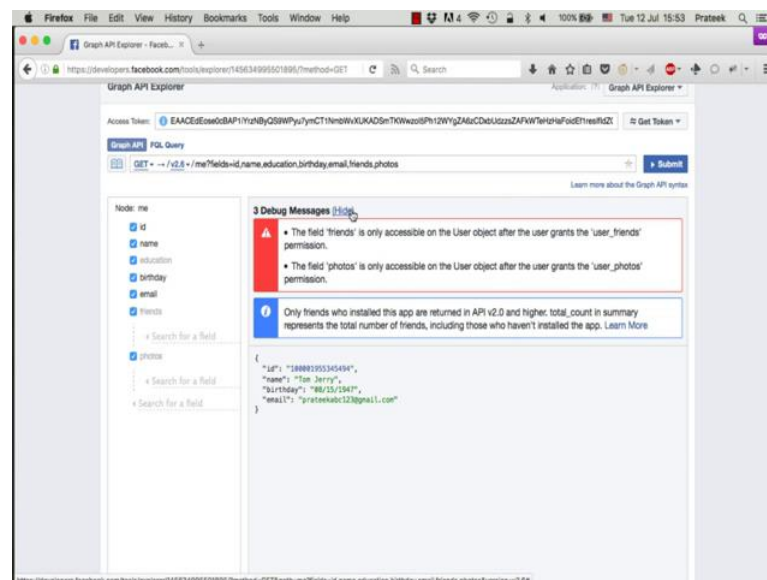 Firefox File Edit View History Bookmarks Tools Window Help 4 100% Tue 12 Jul 15:53 Prateek
Graph API Explorer - Faceb...
https://developers.facebook.com/tools/explorer/145634995501895/?method=GET Search
Graph API Explorer Application: [?] Graph API Explorer
Access Token: Get Token
Graph API FQL Query
GET → /v2.6 /me?fields=id,name,education,birthday,email,friends,photos Submit
Learn more about the Graph API syntax
Node: me
id
name
education
birthday
email
friends
Search for a field
photos
Search for a field
Search for a field
3 Debug Messages (Hide)
• The field 'friends' is only accessible on the User object after the user grants the 'user_friends'
permission.
• The field 'photos' is only accessible on the User object after the user grants the 'user_photos'
permission.
Only friends who installed this app are returned in API v2.0 and higher. total_count in summary
represents the total number of friends, including those who haven't installed the app. Learn More
{
"id": "100001955345494",
"name": "Tom Jerry",
"birthday": "08/15/1947",
"email": "prateekabc123@gmail.com"
}